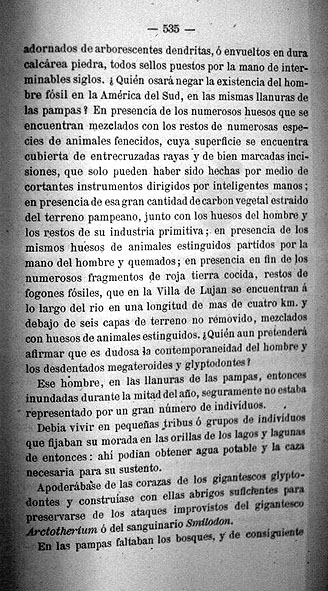 — 535 —
adornados de arborescentes dendritas, ó envueltos en dura
calcárea piedra, todos sellos puestos por la mano de inter-
minables siglos. ¿ Quién osará negar la existencia del hom-
bre fósil en la América del Sud, en las mismas llanuras de
las pampas? En presencia de los numerosos huesos que se
encuentran mezclados con los restos de numerosas espe-
cies de animales fenecidos, cuya superficie se encuentra
cubierta de entrecruzadas rayas y de bien marcadas inci-
siones, que solo pueden haber sido hechas por medio de
cortantes instrumentos dirigidos por inteligentes manos;
en presencia de esa gran cantidad de carbon vegetal estraido
del terreno pampeano, junto con los huesos del hombre y
los restos de su industria primitiva; en presencia de los
mismos huesos de animales estinguidos partidos por la
mano del hombre y quemados; en presencia en fin de los
numerosos fragmentos de roja tierra cocida, restos de
fogones fósiles, que en la Villa de Lujan se encuentran á
lo largo del rio en una longitud de mas de cuatro km. y
debajo de seis capas de terreno no removido, mezclados
con huesos de animales estinguidos. ¿Quién aun pretenderá
afirmar que es dudosa la contemporaneidad del hombre y
los desdentados megateroides y glyptodontes?
Ese hombre, en las llanuras de las pampas, entonces
inundadas durante la mitad del año, seguramente no estaba
representado por un gran número de individuos.
Debia vivir en pequeñas tribus ó grupos de individuos
que fijaban su morada en las orillas de los lagos y lagunas
de entonces: ahí podian obtener agua potable y la caza
necesaria para su sustento.
Apoderábase de las corazas de los gigantescos glypto-
dontes y construíase con ellas abrigos suficientes para
preservarse de los ataques improvistos del gigantesco
Arctotherium ó del sanguinario Smilodon.
En las pampas faltaban los bosques, y de consiguiente